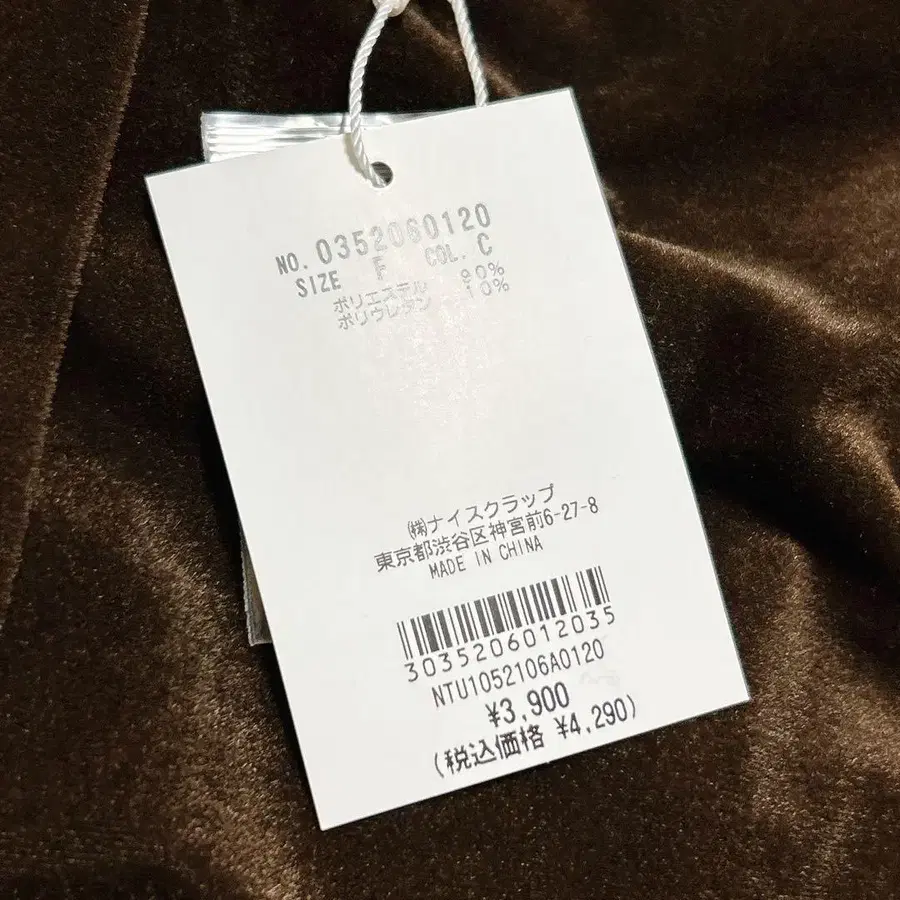 NO. 0352060120
SIZE F COL. C
ポリエステル 90%
ポリウレタン 10%
㈱ナイスクラップ
東京都渋谷区神宮前6-27-8
MADE IN CHINA
3035206012035
NTU1052106A0120
¥3,900
(税込価格 ¥4,290)